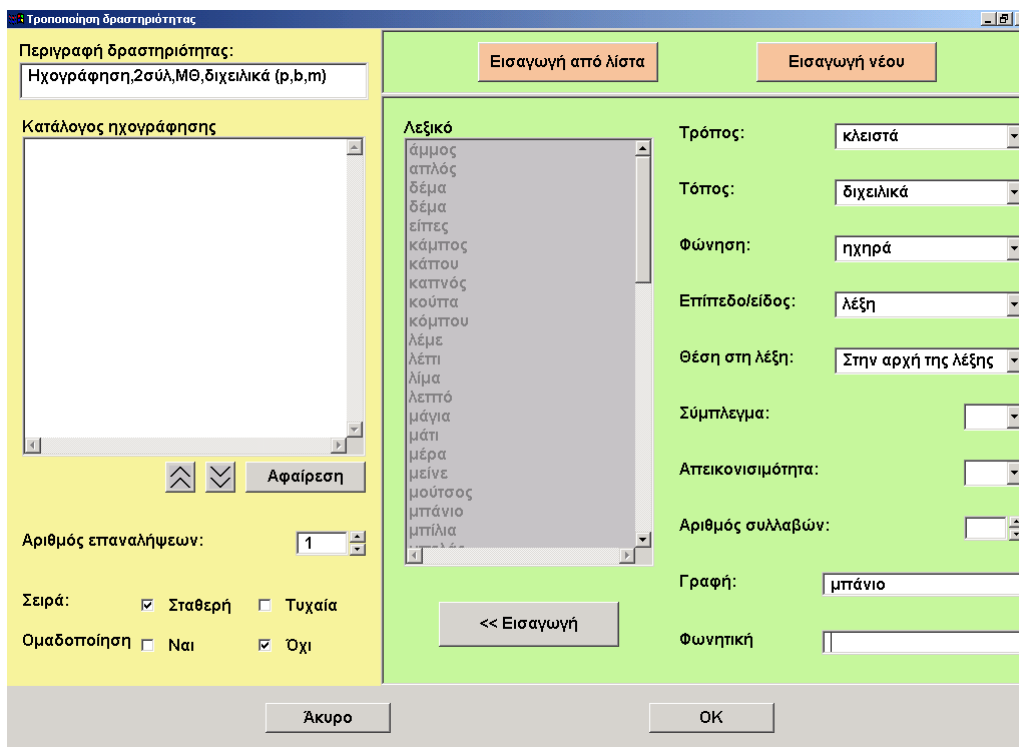 Τροποποίηση δραστηριότητας
Περιγραφή δραστηριότητας:
Ηχογράφηση,2σύλ,ΜΘ,διχειλικά (p,b,m)
Κατάλογος ηχογράφησης
Αφαίρεση
Αριθμός επαναλήψεων: 1
Σειρά: Σταθερή Τυχαία
Ομαδοποίηση Ναι Όχι
Εισαγωγή από λίστα Εισαγωγή νέου
Λεξικό
άμμος
απλός
δέμα
δέμα
είπες
κάμπος
κάπου
καπνός
κούπα
κόμπου
λέμε
λέπι
λίμα
λεπτό
μάγια
μάτι
μέρα
μείνε
μούτσος
μπάνιο
μπίλια
<< Εισαγωγή
Τρόπος: κλειστά
Τόπος: διχειλικά
Φώνηση: ηχηρά
Επίπεδο/είδος: λέξη
Θέση στη λέξη: Στην αρχή της λέξης
Σύμπλεγμα:
Απεικονισιμότητα:
Αριθμός συλλαβών:
Γραφή: μπάνιο
Φωνητική
Άκυρο OK